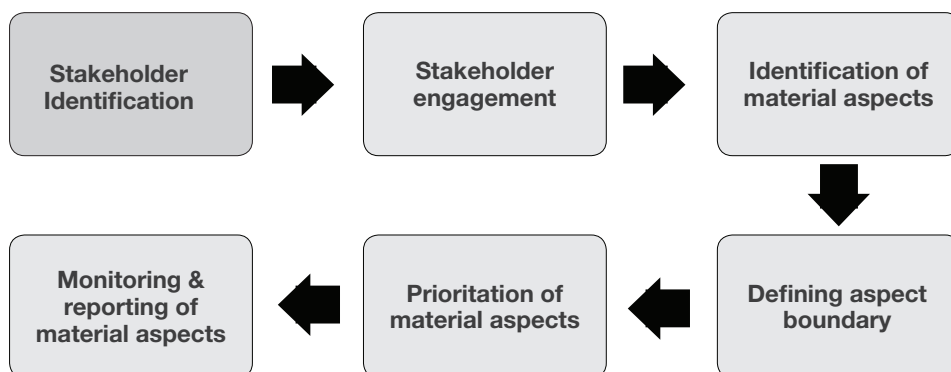 Stakeholder
Identification
Stakeholder
engagement
Identification of
material aspects
Defining aspect
boundary
Prioritation of
material aspects
Monitoring &
reporting of
material aspects